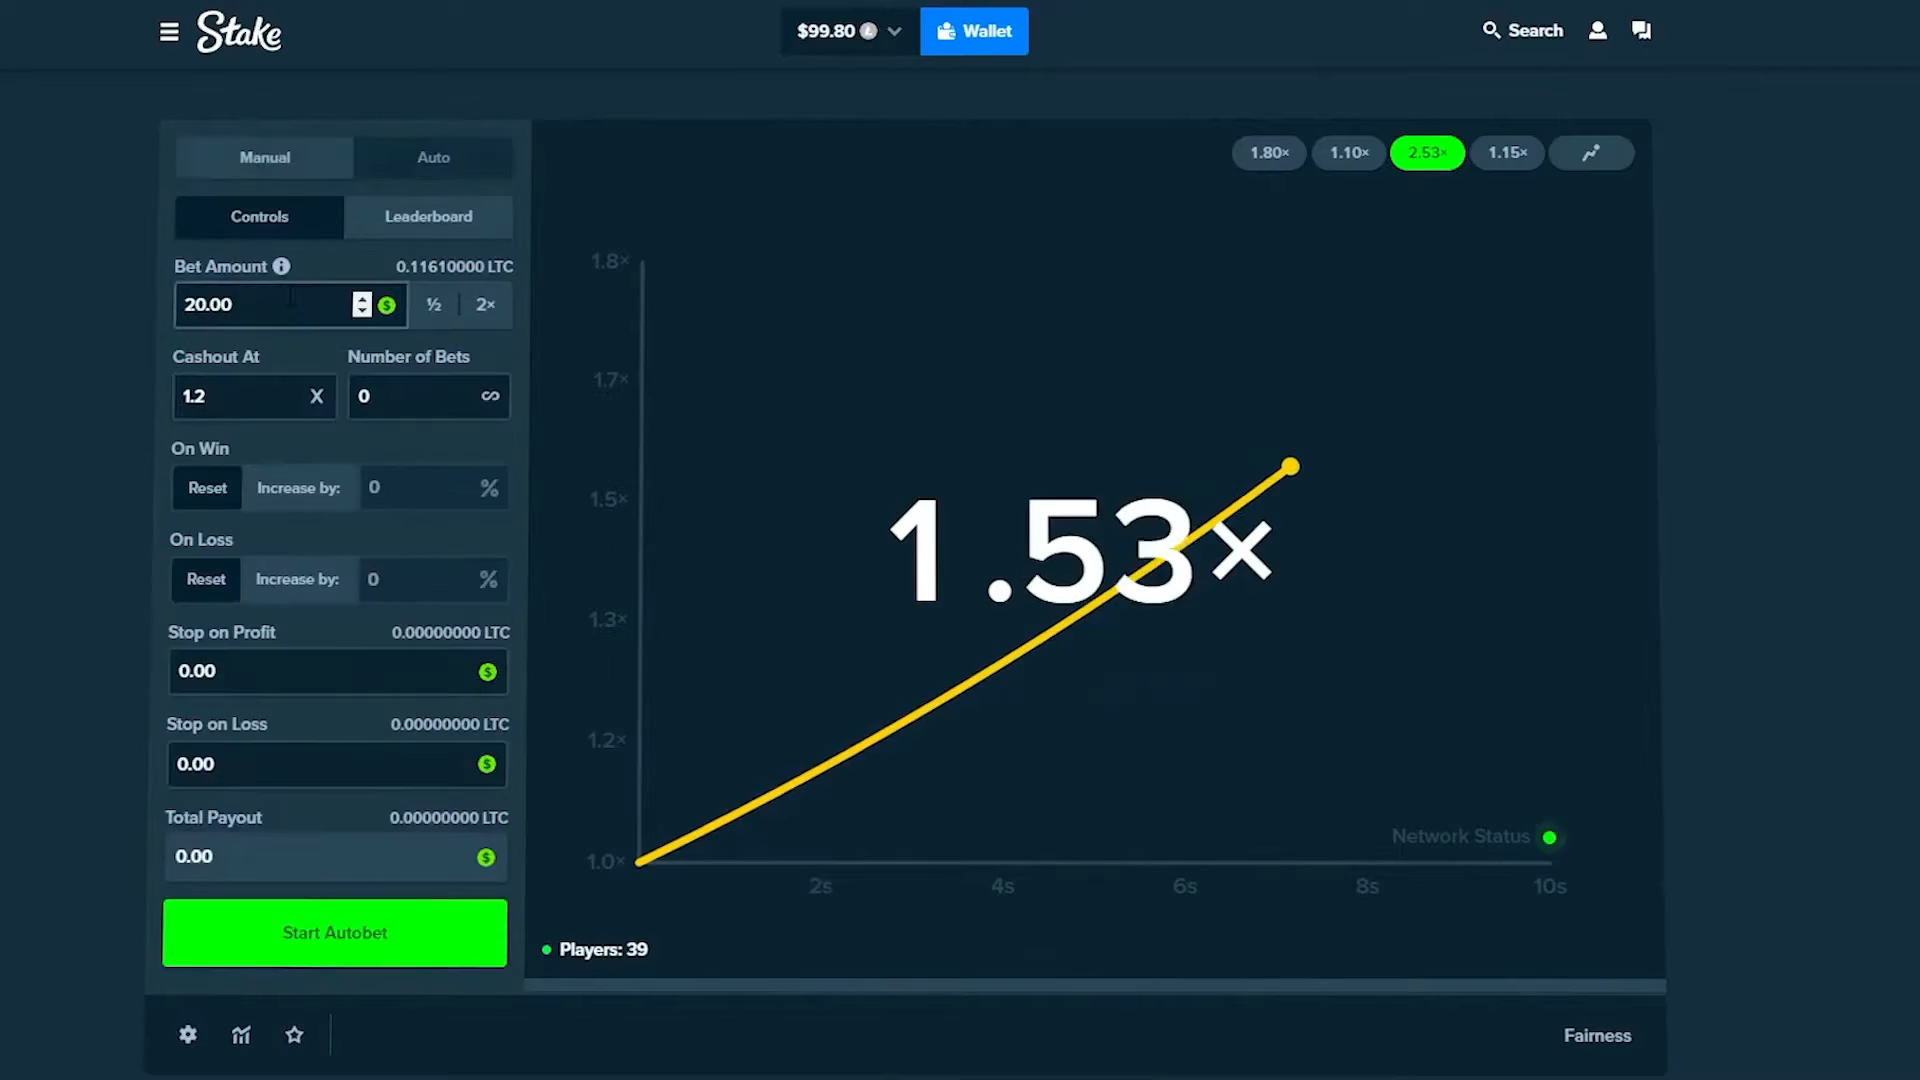 Stake
$99.80
Wallet
Search
Manual
Auto
1.80×
1.10×
2.53×
1.15×
Controls
Leaderboard
Bet Amount
0.11610000 LTC
20.00
½
2×
Cashout At
Number of Bets
1.2
X
0
∞
On Win
Reset
Increase by:
0
%
On Loss
Reset
Increase by:
0
%
Stop on Profit
0.00000000 LTC
0.00
Stop on Loss
0.00000000 LTC
0.00
Total Payout
0.00000000 LTC
0.00
Start Autobet
1.8×
1.7×
1.5×
1.3×
1.2×
1.0×
1.53×
Network Status
2s
4s
6s
8s
10s
Players: 39
Fairness